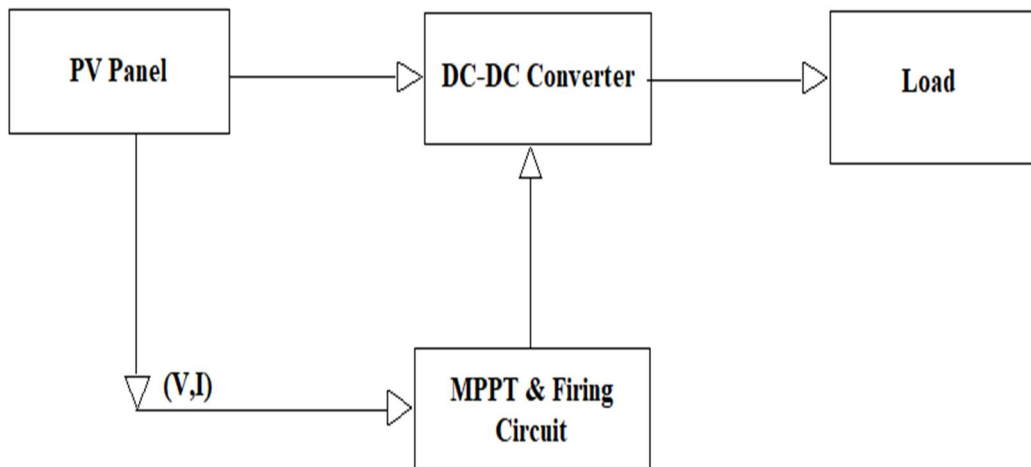 PV Panel
DC-DC Converter
Load
(V,I)
MPPT & Firing
Circuit